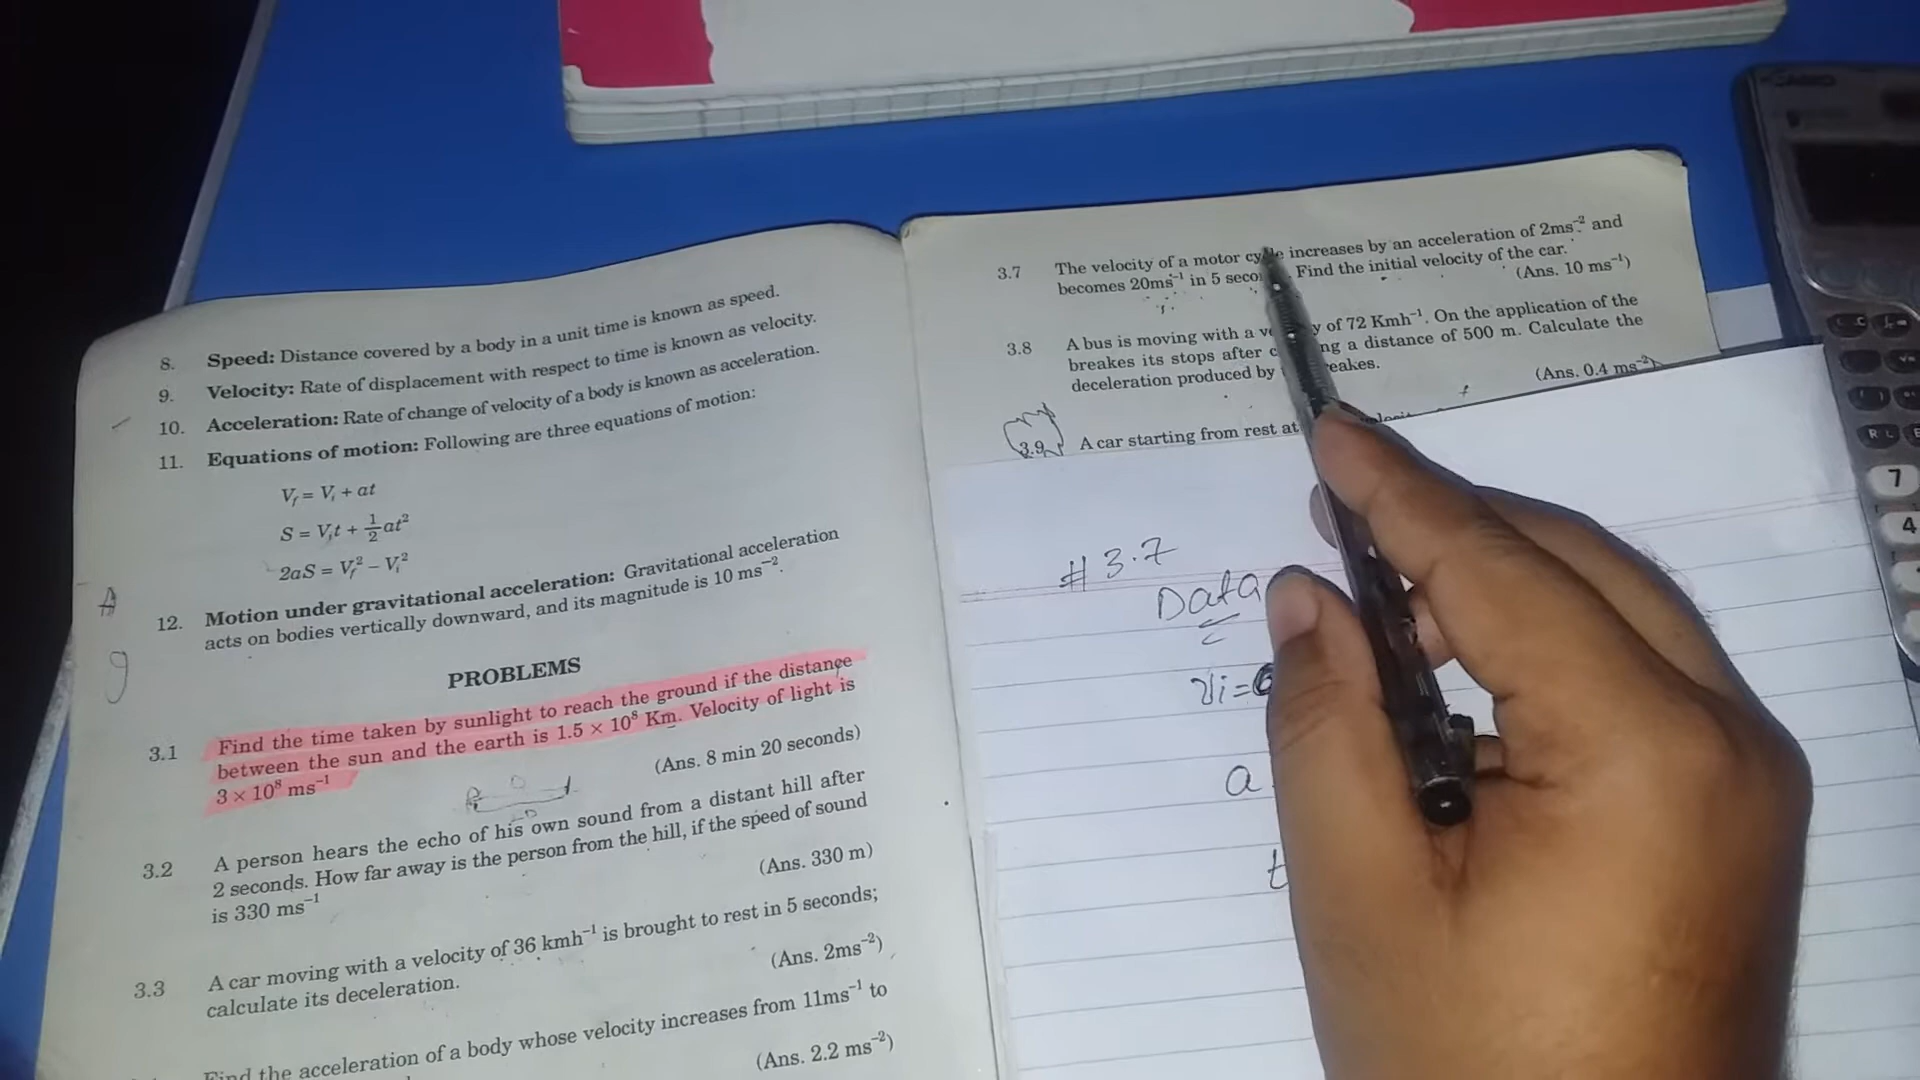 8. Speed: Distance covered by a body in a unit time is known as speed.
9. Velocity: Rate of displacement with respect to time is known as velocity.
10. Acceleration: Rate of change of velocity of a body is known as acceleration.
11. Equations of motion: Following are three equations of motion:
V_f = V_i + at
S = V_i t + 1/2 at²
2aS = V_f² – V_i²
12. Motion under gravitational acceleration: Gravitational acceleration
acts on bodies vertically downward, and its magnitude is 10 ms⁻².
PROBLEMS
3.1 Find the time taken by sunlight to reach the ground if the distance
between the sun and the earth is 1.5 × 10⁸ Km. Velocity of light is
3 × 10⁸ ms⁻¹
(Ans. 8 min 20 seconds)
3.2 A person hears the echo of his own sound from a distant hill after
2 seconds. How far away is the person from the hill, if the speed of sound
is 330 ms⁻¹
(Ans. 330 m)
3.3 A car moving with a velocity of 36 kmh⁻¹ is brought to rest in 5 seconds;
calculate its deceleration.
(Ans. 2ms⁻²)
Find the acceleration of a body whose velocity increases from 11ms⁻¹ to
(Ans. 2.2 ms⁻²)
3.7 The velocity of a motor cycle increases by an acceleration of 2ms⁻² and
becomes 20ms⁻¹ in 5 Find the initial velocity of the car.
(Ans. 10 ms⁻¹)
3.8 A bus is moving with a of 72 Kmh⁻¹. On the application of the
breakes its stops after a distance of 500 m. Calculate the
deceleration produced by
(Ans. 0.4 ms⁻²)
3.9 A car starting from rest
# 3.7
Data
Vi =
a
t
CASIO
7
4